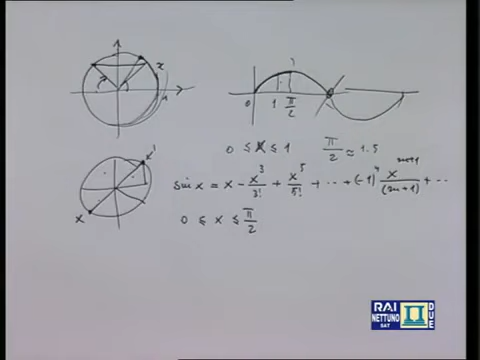 x
1
0 1 π/2
0 ≤ x ≤ 1 π/2 ≈ 1.5
x'
x
sin x = x - x³/3! + x⁵/5! + ··· + (-1)ⁿ x²ⁿ⁺¹/(2n+1)! + ···
0 ≤ x ≤ π/2
RAI
NETTUNO
SAT
DUE